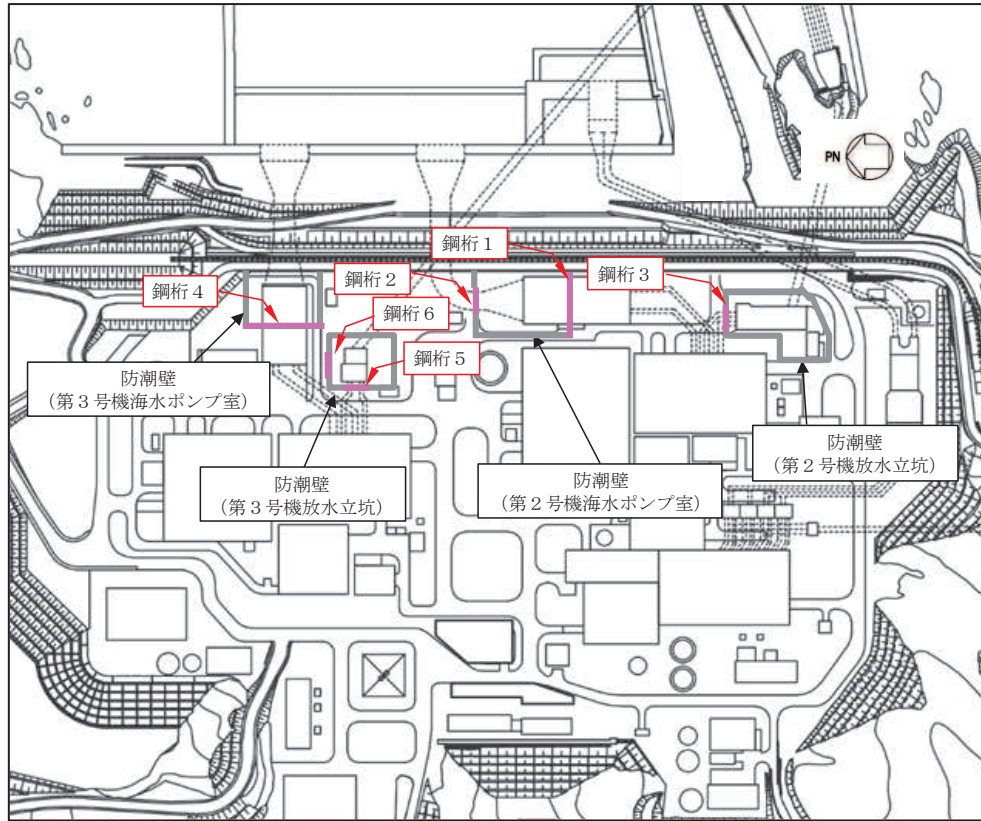 PN
鋼桁1
鋼桁2
鋼桁3
鋼桁4
鋼桁6
鋼桁5
防潮壁
(第3号機海水ポンプ室)
防潮壁
(第3号機放水立坑)
防潮壁
(第2号機海水ポンプ室)
防潮壁
(第2号機放水立坑)